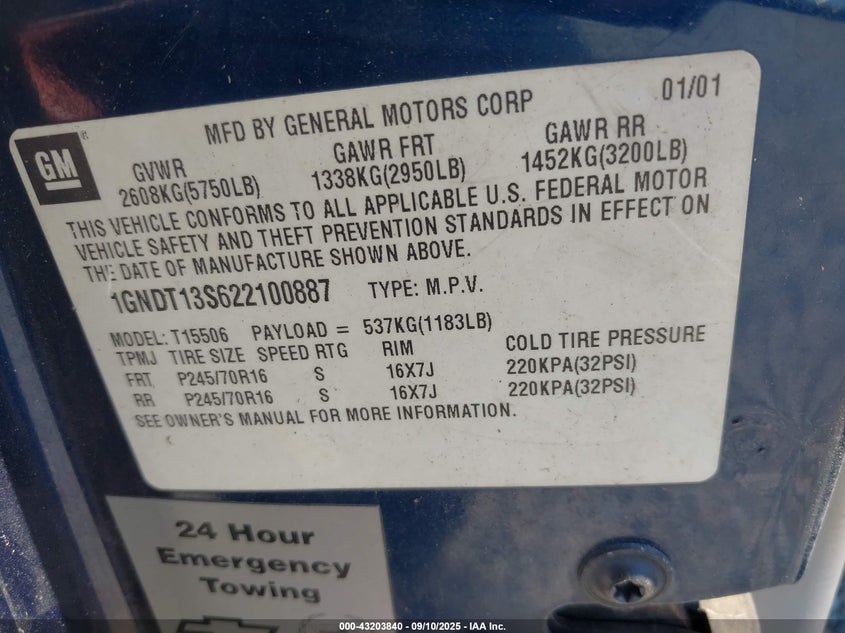 01/01
MFD BY GENERAL MOTORS CORP
GM
GVWR GAWR FRT GAWR RR
2608KG(5750LB) 1338KG(2950LB) 1452KG(3200LB)
THIS VEHICLE CONFORMS TO ALL APPLICABLE U.S. FEDERAL MOTOR
VEHICLE SAFETY AND THEFT PREVENTION STANDARDS IN EFFECT ON
THE DATE OF MANUFACTURE SHOWN ABOVE.
1GNDT13S622100887 TYPE: M.P.V.
MODEL: T15506 PAYLOAD = 537KG(1183LB)
TPMJ TIRE SIZE SPEED RTG RIM COLD TIRE PRESSURE
FRT P245/70R16 S 16X7J 220KPA(32PSI)
RR P245/70R16 S 16X7J 220KPA(32PSI)
SEE OWNER'S MANUAL FOR MORE INFORMATION.
24 Hour
Emergency
Towing
000-43203840 - 09/10/2025 - IAA Inc.